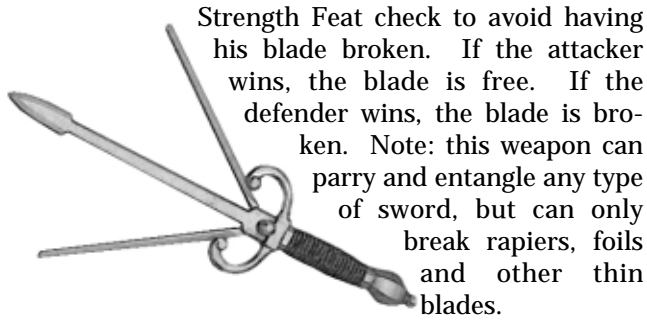 Strength Feat check to avoid having
his blade broken. If the attacker
wins, the blade is free. If the
defender wins, the blade is bro-
ken. Note: this weapon can
parry and entangle any type
of sword, but can only
break rapiers, foils
and other thin
blades.